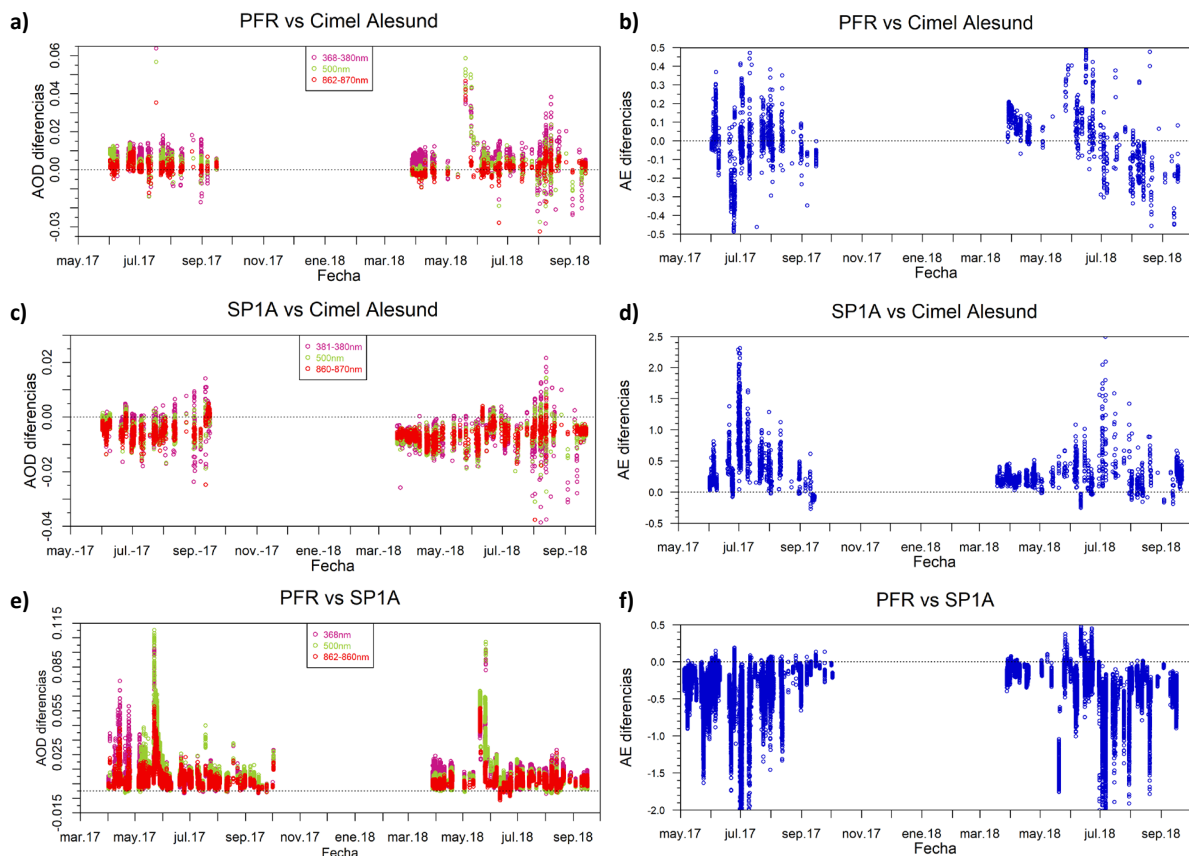 a)
PFR vs Cimel Alesund
AOD diferencias
0.06
0.04
0.02
0.00
-0.03
368-380nm
500nm
862-870nm
may.17 jul.17 sep.17 nov.17 ene.18 mar.18 may.18 jul.18 sep.18
Fecha
b)
PFR vs Cimel Alesund
AE diferencias
0.5
0.4
0.3
0.2
0.1
0.0
-0.1
-0.2
-0.3
-0.4
-0.5
may.17 jul.17 sep.17 nov.17 ene.18 mar.18 may.18 jul.18 sep.18
Fecha
c)
SP1A vs Cimel Alesund
AOD diferencias
0.02
0.00
-0.02
-0.04
381-380nm
500nm
860-870nm
may.-17 jul.-17 sep.-17 nov.-17 ene.-18 mar.-18 may.-18 jul.-18 sep.-18
Fecha
d)
SP1A vs Cimel Alesund
AE diferencias
2.5
2.0
1.5
1.0
0.5
0.0
-0.5
may.17 jul.17 sep.17 nov.17 ene.18 mar.18 may.18 jul.18 sep.18
Fecha
e)
PFR vs SP1A
AOD diferencias
0.115
0.085
0.055
0.025
-0.015
368nm
500nm
862-860nm
mar.17 may.17 jul.17 sep.17 nov.17 ene.18 mar.18 may.18 jul.18 sep.18
Fecha
f)
PFR vs SP1A
AE diferencias
0.5
0.0
-0.5
-1.0
-1.5
-2.0
may.17 jul.17 sep.17 nov.17 ene.18 mar.18 may.18 jul.18 sep.18
Fecha